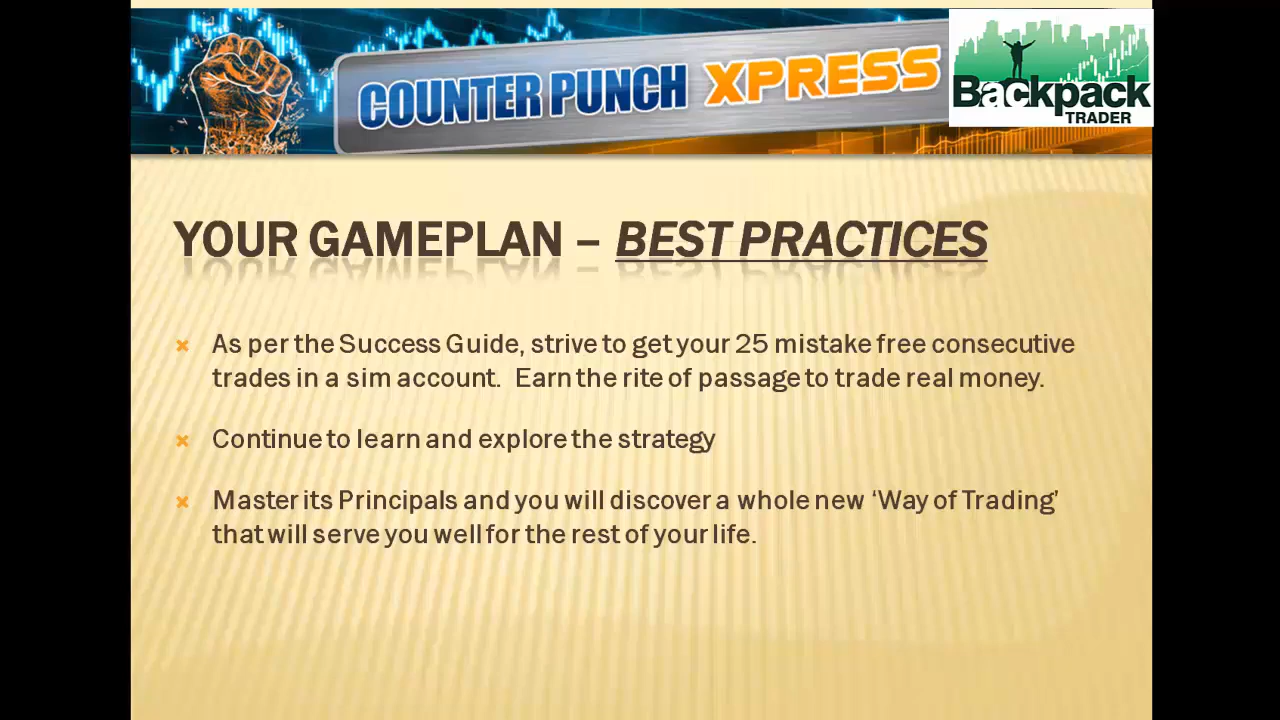 COUNTER PUNCH XPRESS
Backpack
TRADER
YOUR GAMEPLAN – BEST PRACTICES
As per the Success Guide, strive to get your 25 mistake free consecutive
trades in a sim account. Earn the rite of passage to trade real money.
Continue to learn and explore the strategy
Master its Principals and you will discover a whole new ‘Way of Trading’
that will serve you well for the rest of your life.